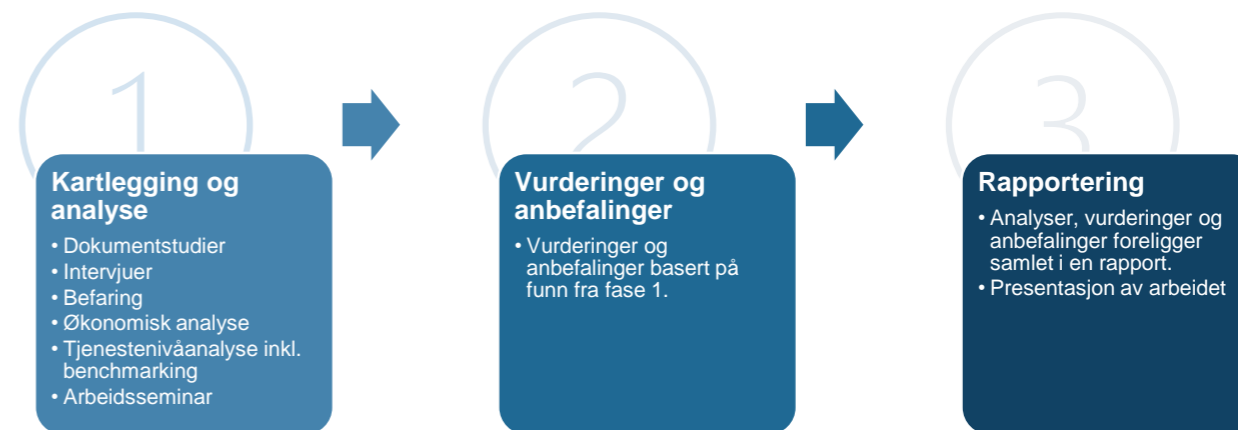 1
Kartlegging og
analyse
• Dokumentstudier
• Intervjuer
• Befaring
• Økonomisk analyse
• Tjenestenivåanalyse inkl.
benchmarking
• Arbeidsseminar
2
Vurderinger og
anbefalinger
• Vurderinger og
anbefalinger basert på
funn fra fase 1.
3
Rapportering
• Analyser, vurderinger og
anbefalinger foreligger
samlet i en rapport.
• Presentasjon av arbeidet